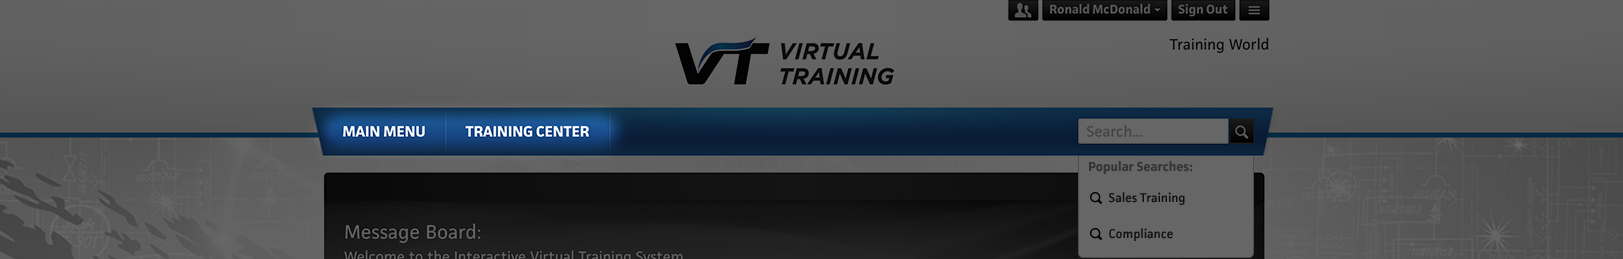 Ronald McDonald
Sign Out
VT VIRTUAL
TRAINING
Training World
MAIN MENU
TRAINING CENTER
Search...
Popular Searches:
Sales Training
Compliance
Message Board:
Welcome to the Interactive Virtual Training System